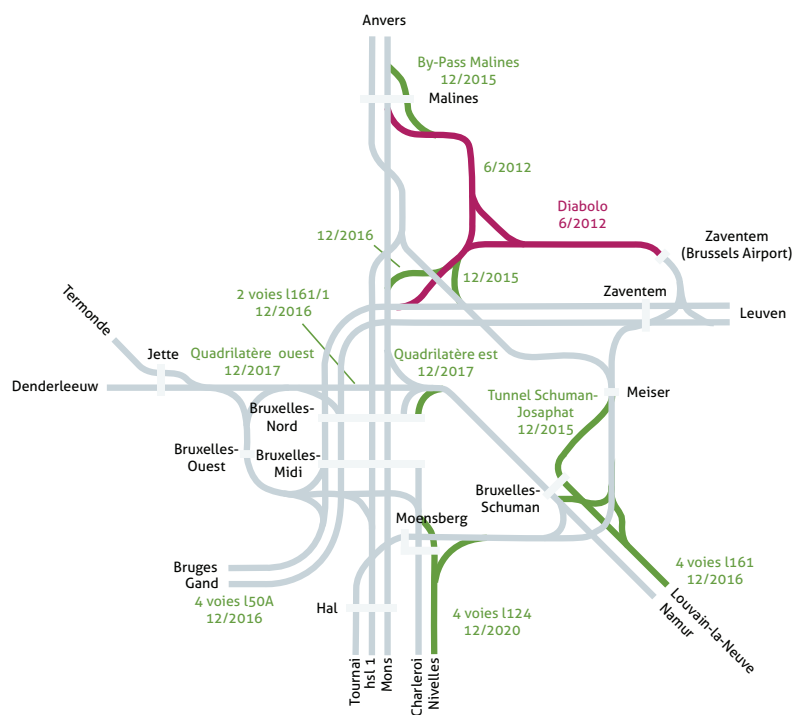 Anvers
By-Pass Malines
12/2015
Malines
6/2012
Diabolo
6/2012
Zaventem
(Brussels Airport)
12/2016
12/2015
2 voies l161/1
12/2016
Zaventem
Leuven
Termonde
Jette
Quadrilatère ouest
12/2017
Quadrilatère est
12/2017
Denderleeuw
Meiser
Tunnel Schuman-
Josaphat
12/2015
Bruxelles-
Nord
Bruxelles-
Ouest
Bruxelles-
Midi
Bruxelles-
Schuman
Moensberg
Bruges
Gand
4 voies l50A
12/2016
Hal
4 voies l124
12/2020
4 voies l161
12/2016
Louvain-la-Neuve
Namur
Tournai
hsl 1
Mons
Charleroi
Nivelles